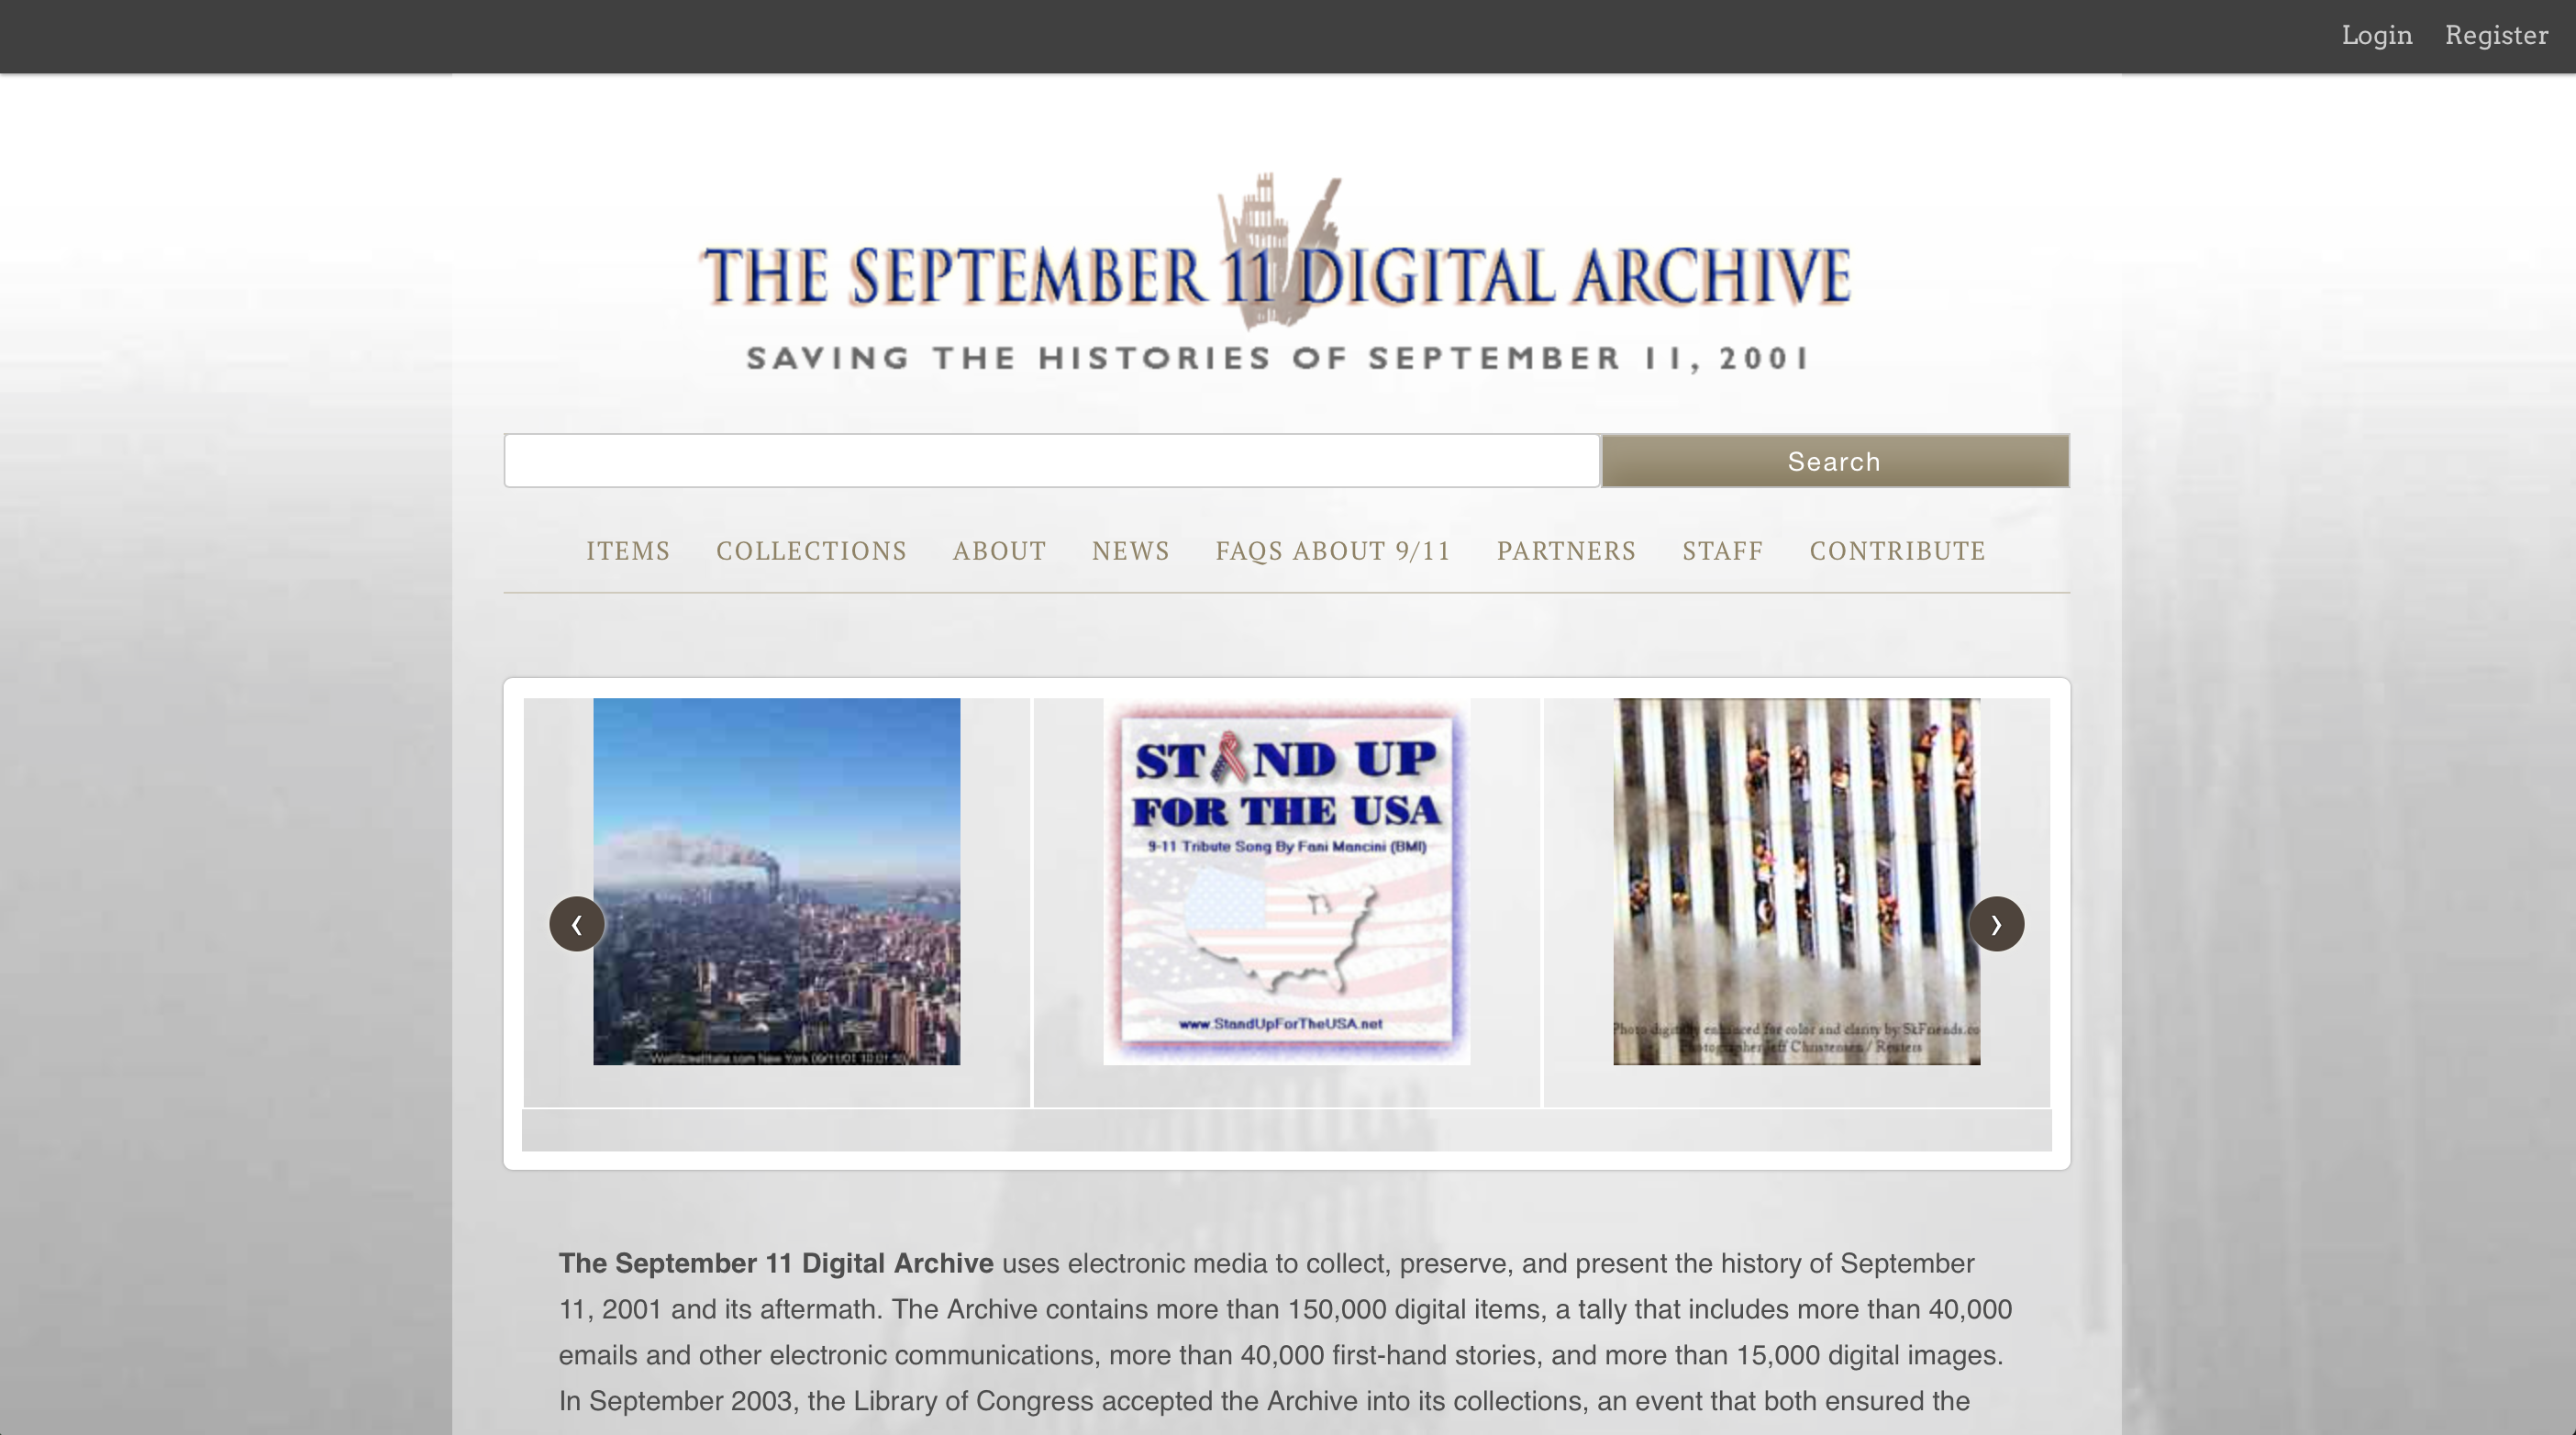 Login Register
THE SEPTEMBER 11 DIGITAL ARCHIVE
SAVING THE HISTORIES OF SEPTEMBER 11, 2001
Search
ITEMS COLLECTIONS ABOUT NEWS FAQS ABOUT 9/11 PARTNERS STAFF CONTRIBUTE
New York 09/11/01
STAND UP
FOR THE USA
9-11 Tribute Song By Fani Mancini (BMI)
www.StandUpForTheUSA.net
Photo digitally enhanced for color and clarity by SkFriends.co
Photographer Jeff Christensen / Reuters
The September 11 Digital Archive uses electronic media to collect, preserve, and present the history of September
11, 2001 and its aftermath. The Archive contains more than 150,000 digital items, a tally that includes more than 40,000
emails and other electronic communications, more than 40,000 first-hand stories, and more than 15,000 digital images.
In September 2003, the Library of Congress accepted the Archive into its collections, an event that both ensured the